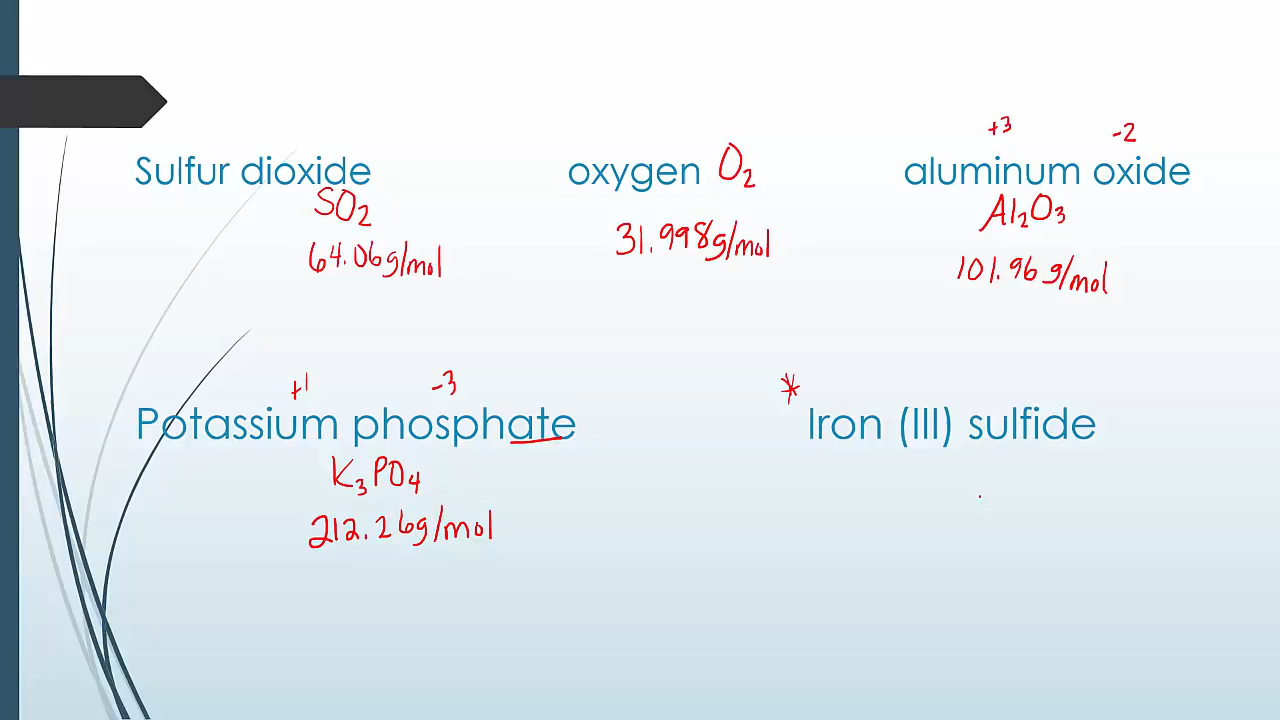 +3 -2
Sulfur dioxide oxygen O₂ aluminum oxide
SO₂ Al₂O₃
64.06g/mol 31.998g/mol 101.96g/mol
+1 -3 *
Potassium phosphate Iron (III) sulfide
K₃PO₄
212.26g/mol